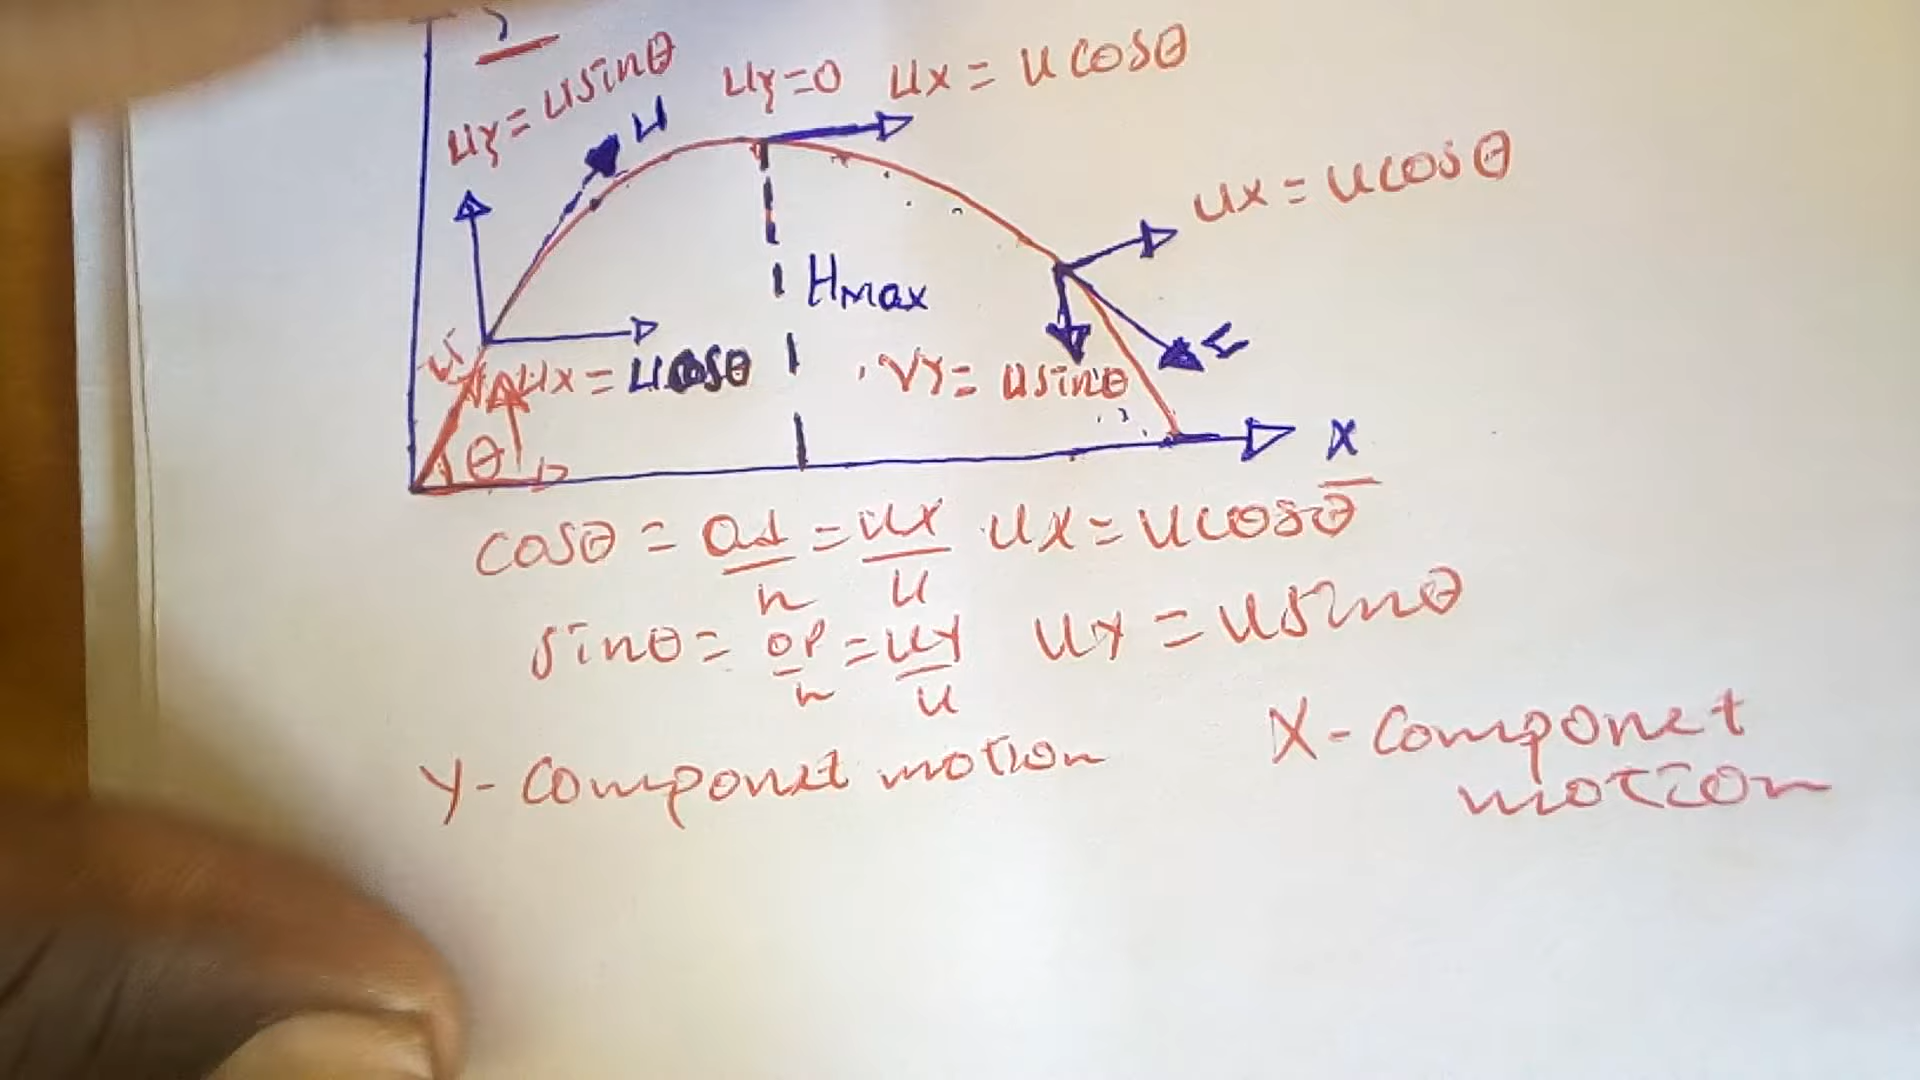 uy = usinθ
uy=0 ux = ucosθ
u
ux = ucosθ
Hmax
ux = ucosθ
Vy = usinθ
θ
X
cosθ = ad/h = ux/u ux = ucosθ
sinθ = op/h = uy/u uy = usinθ
Y- Componet motion
X- Componet
motion